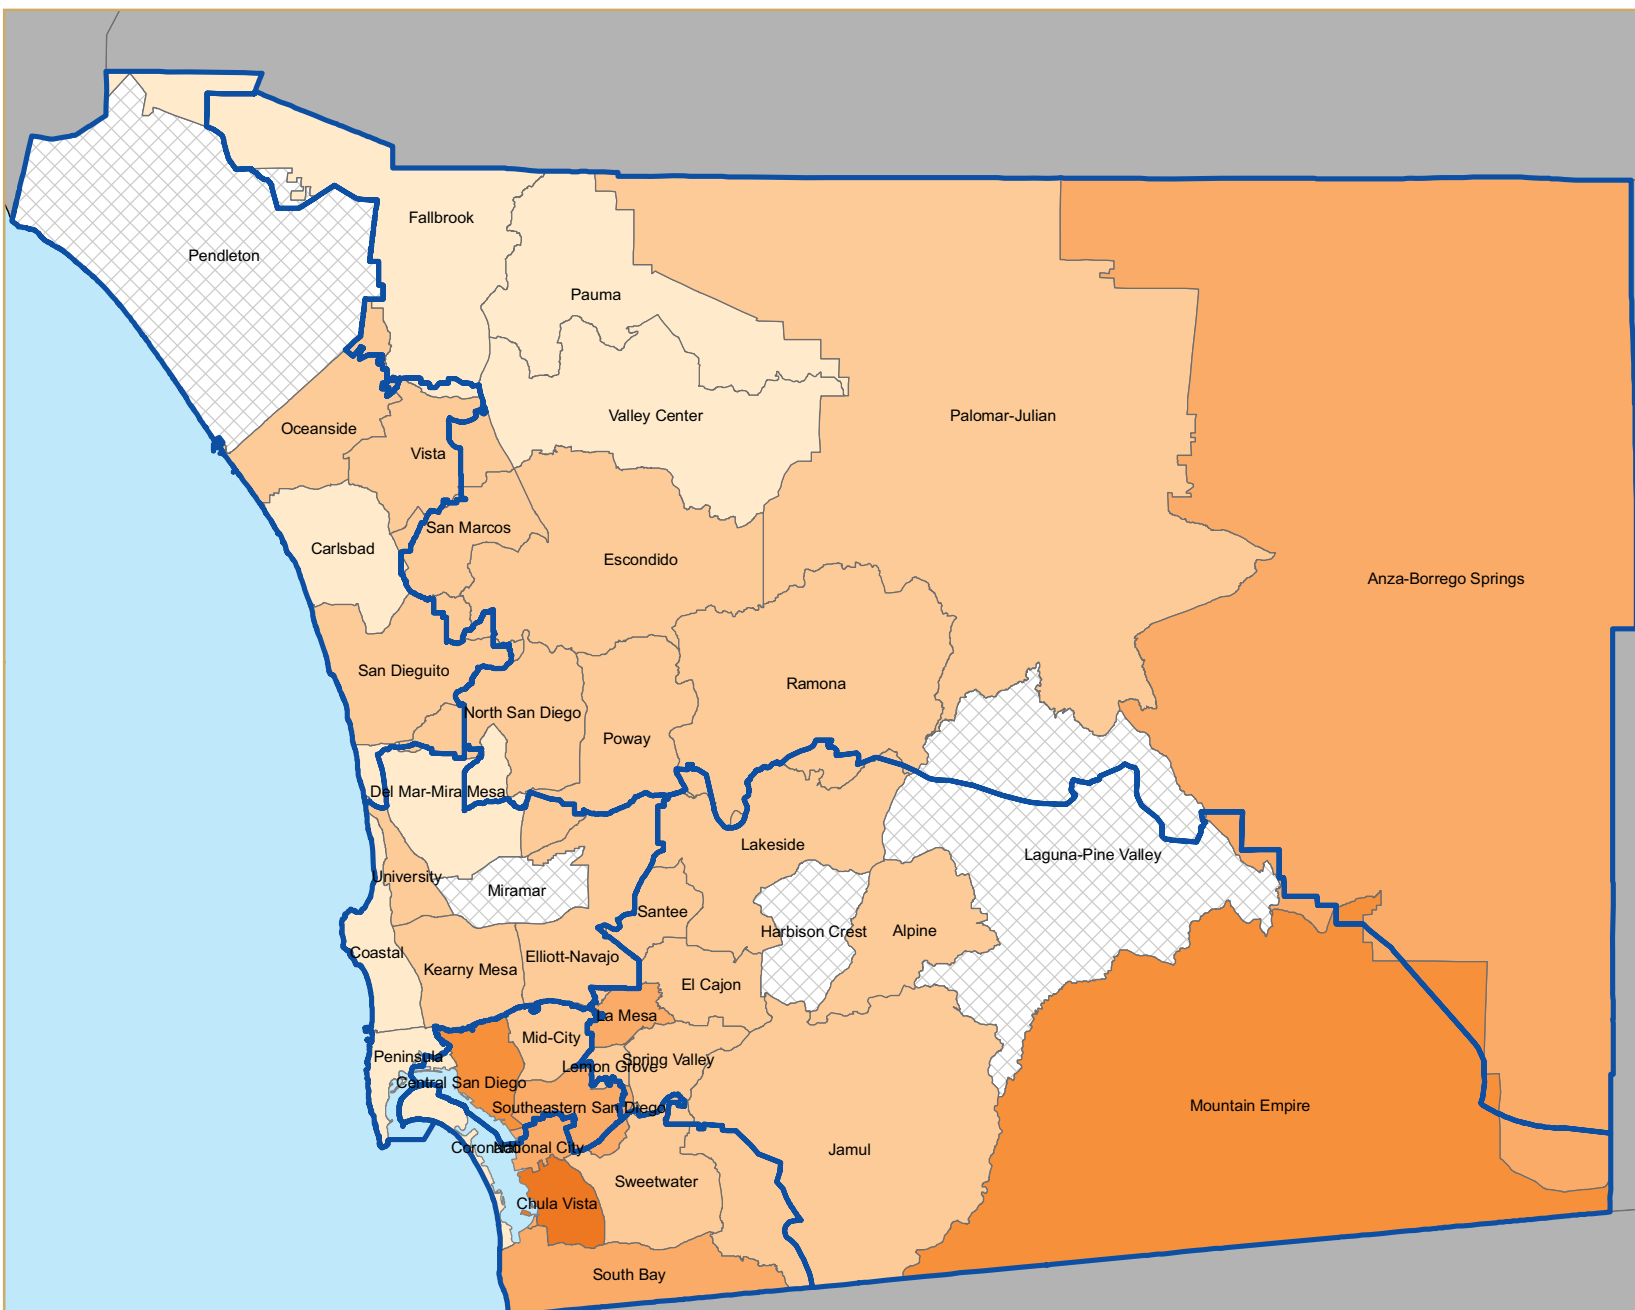 Fallbrook
Pendleton
Pauma
Valley Center
Palomar-Julian
Oceanside
Vista
San Marcos
Carlsbad
Escondido
Anza-Borrego Springs
San Dieguito
Ramona
North San Diego
Poway
Del Mar-Mira Mesa
Lakeside
Laguna-Pine Valley
University
Miramar
Santee
Harbison Crest
Alpine
Coastal
Elliott-Navajo
Kearny Mesa
El Cajon
La Mesa
Mid-City
Peninsula
Spring Valley
Lemon Grove
Central San Diego
Southeastern San Diego
Mountain Empire
Coronado
National City
Jamul
Sweetwater
Chula Vista
South Bay